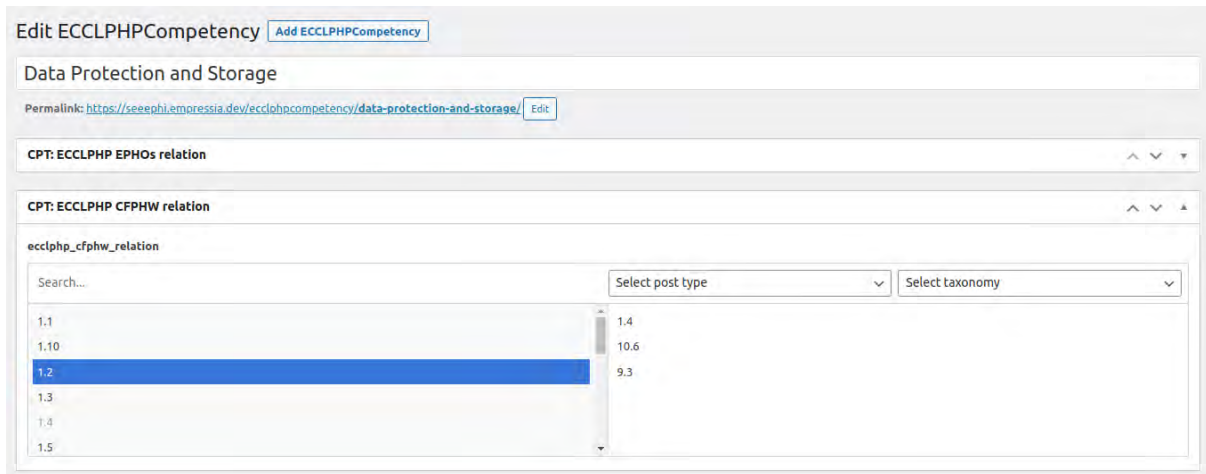 Edit ECCLPHPCompetency Add ECCLPHPCompetency
Data Protection and Storage
Permalink: https://seeephi.empressia.dev/ecclphpcompetency/data-protection-and-storage/ Edit
CPT: ECCLPHP EPHOs relation
CPT: ECCLPHP CFPHW relation
ecclphp_cfphw_relation
Search... Select post type Select taxonomy
1.1 1.4
1.10 10.6
1.2 9.3
1.3
1.4
1.5